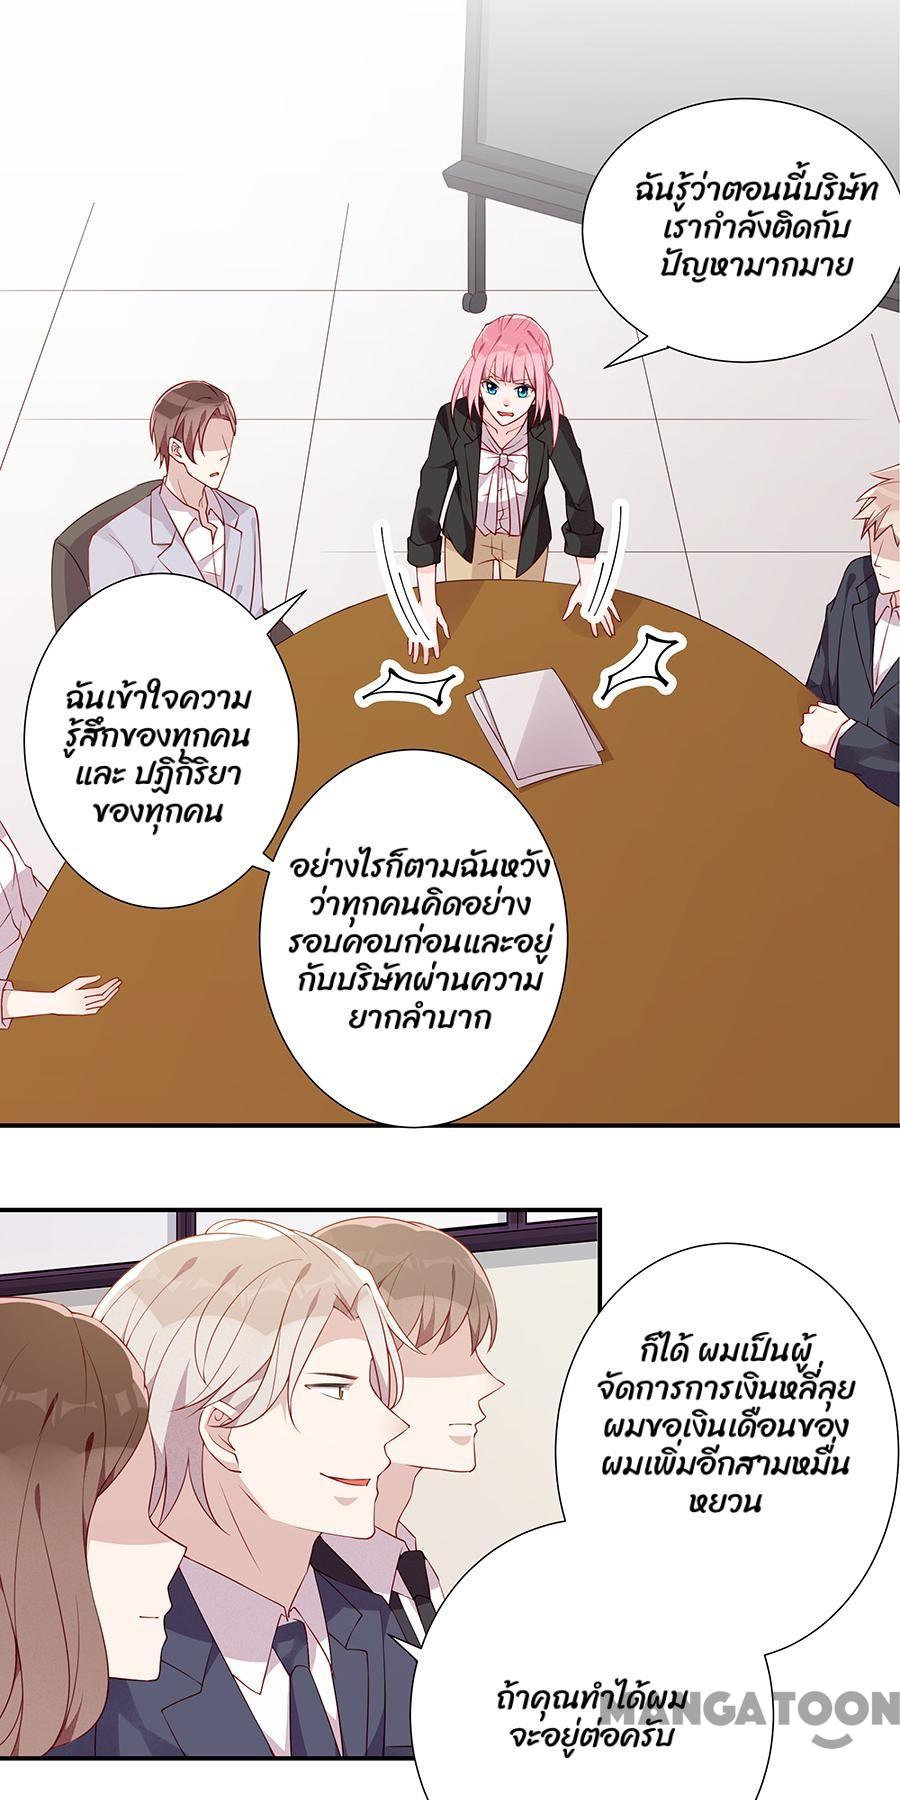 ฉันรู้ว่าตอนนี้บริษัท
เรากำลังติดกับ
ปัญหามากมาย
ฉันเข้าใจความ
รู้สึกของทุกคน
และ ปฏิกิริยา
ของทุกคน
อย่างไรก็ตามฉันหวัง
ว่าทุกคนคิดอย่าง
รอบคอบก่อนและอยู่
กับบริษัทผ่านความ
ยากลำบาก
ก็ได้ ผมเป็นผู้
จัดการการเงินหลี่ลุย
ผมขอเงินเดือนของ
ผมเพิ่มอีกสามหมื่น
หยวน
ถ้าคุณทำได้ผม
จะอยู่ต่อครับ
MANGATOON